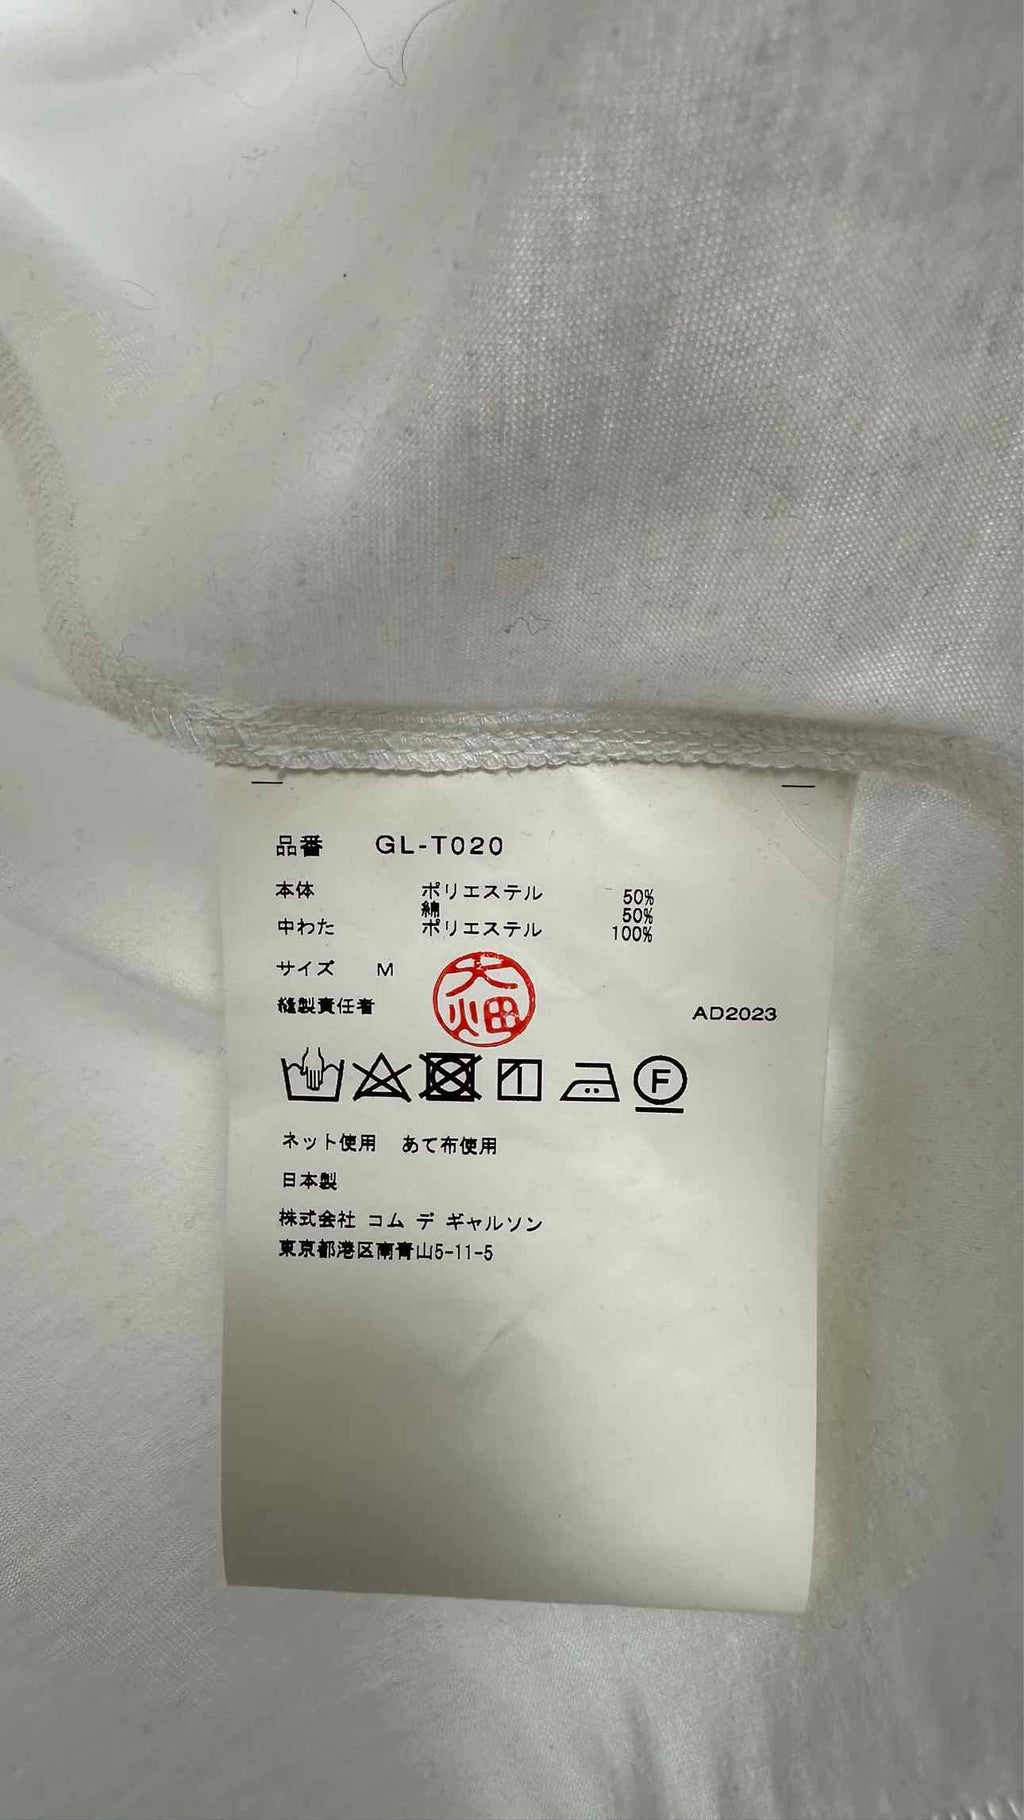 品番 GL-T020
本体 ポリエステル 50%
綿 50%
中わた ポリエステル 100%
サイズ M
大畑
縫製責任者 AD2023
F
ネット使用 あて布使用
日本製
株式会社 コム デ ギャルソン
東京都港区南青山5-11-5